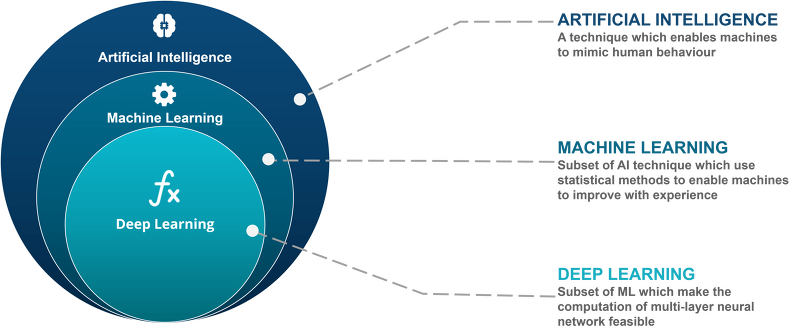 Artificial Intelligence
Machine Learning
fx
Deep Learning
ARTIFICIAL INTELLIGENCE
A technique which enables machines
to mimic human behaviour
MACHINE LEARNING
Subset of AI technique which use
statistical methods to enable machines
to improve with experience
DEEP LEARNING
Subset of ML which make the
computation of multi-layer neural
network feasible